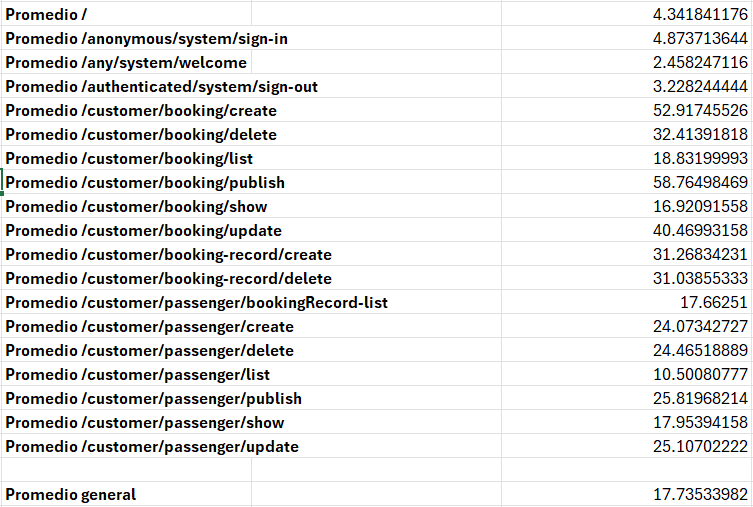 Promedio / 4.341841176
Promedio /anonymous/system/sign-in 4.873713644
Promedio /any/system/welcome 2.458247116
Promedio /authenticated/system/sign-out 3.228244444
Promedio /customer/booking/create 52.91745526
Promedio /customer/booking/delete 32.41391818
Promedio /customer/booking/list 18.83199993
Promedio /customer/booking/publish 58.76498469
Promedio /customer/booking/show 16.92091558
Promedio /customer/booking/update 40.46993158
Promedio /customer/booking-record/create 31.26834231
Promedio /customer/booking-record/delete 31.03855333
Promedio /customer/passenger/bookingRecord-list 17.66251
Promedio /customer/passenger/create 24.07342727
Promedio /customer/passenger/delete 24.46518889
Promedio /customer/passenger/list 10.50080777
Promedio /customer/passenger/publish 25.81968214
Promedio /customer/passenger/show 17.95394158
Promedio /customer/passenger/update 25.10702222
Promedio general 17.73533982